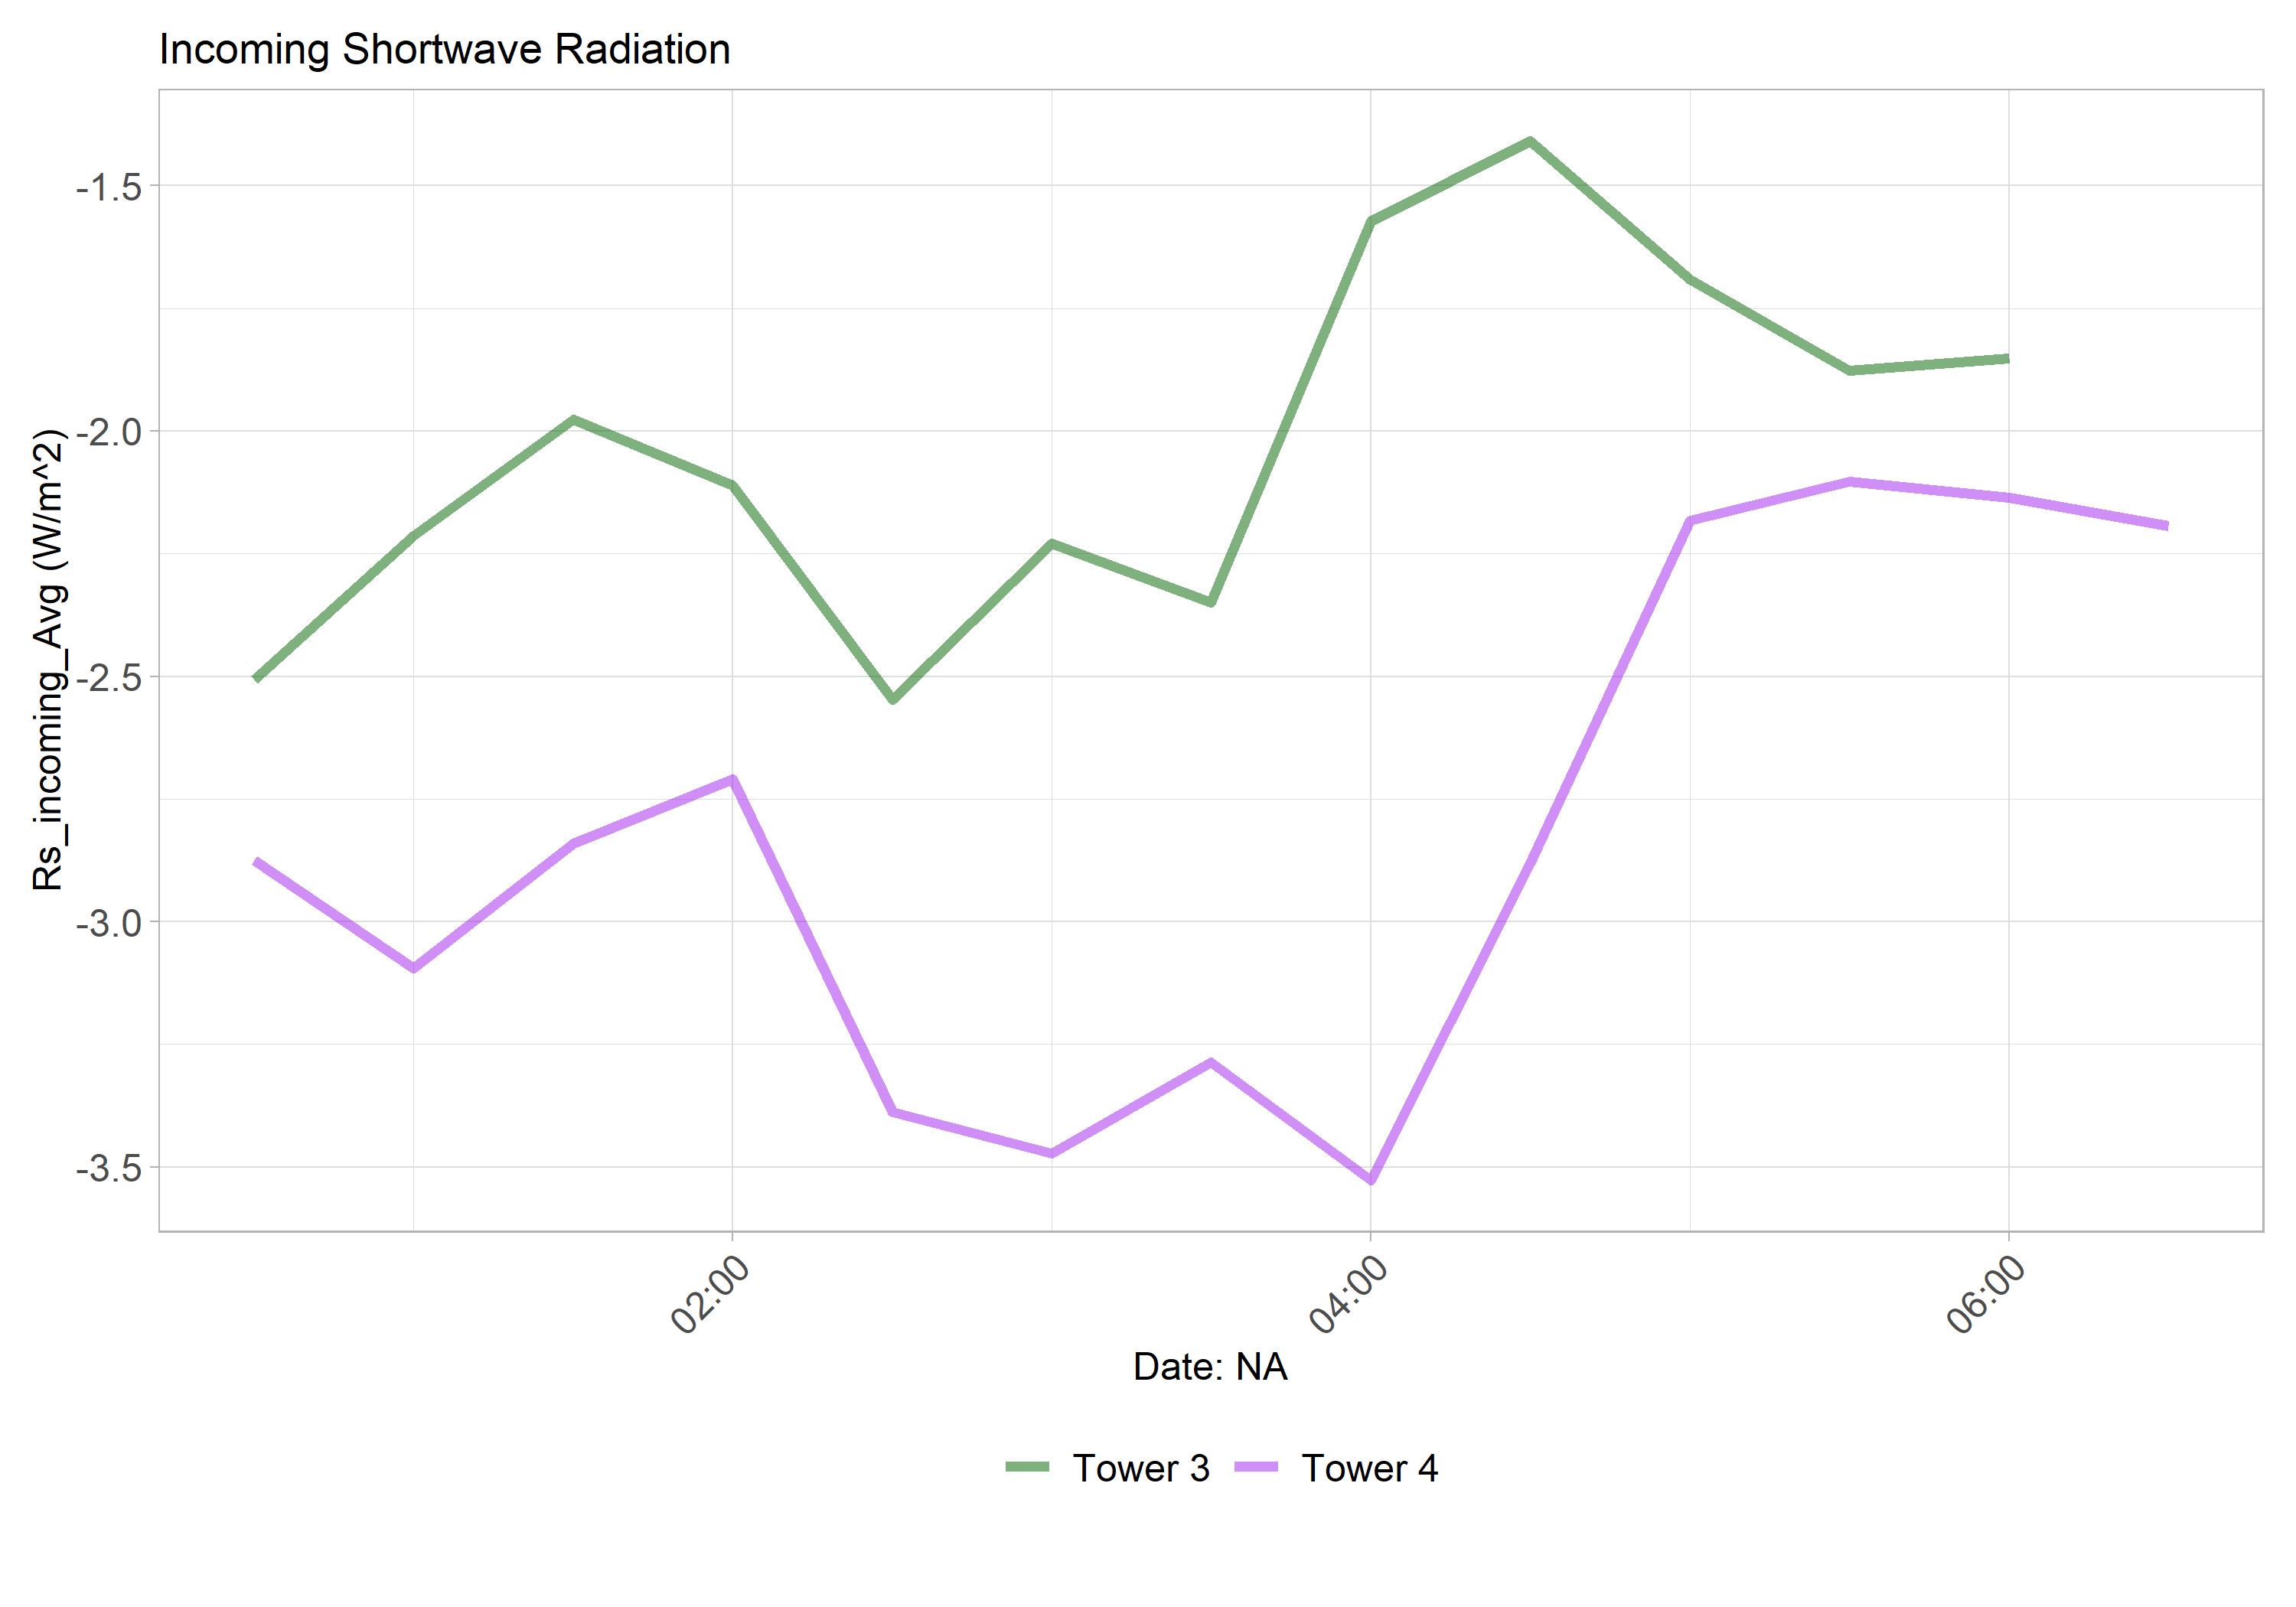 Incoming Shortwave Radiation
Rs_incoming_Avg (W/m^2)
-1.5
-2.0
-2.5
-3.0
-3.5
02:00
04:00
06:00
Date: NA
Tower 3
Tower 4